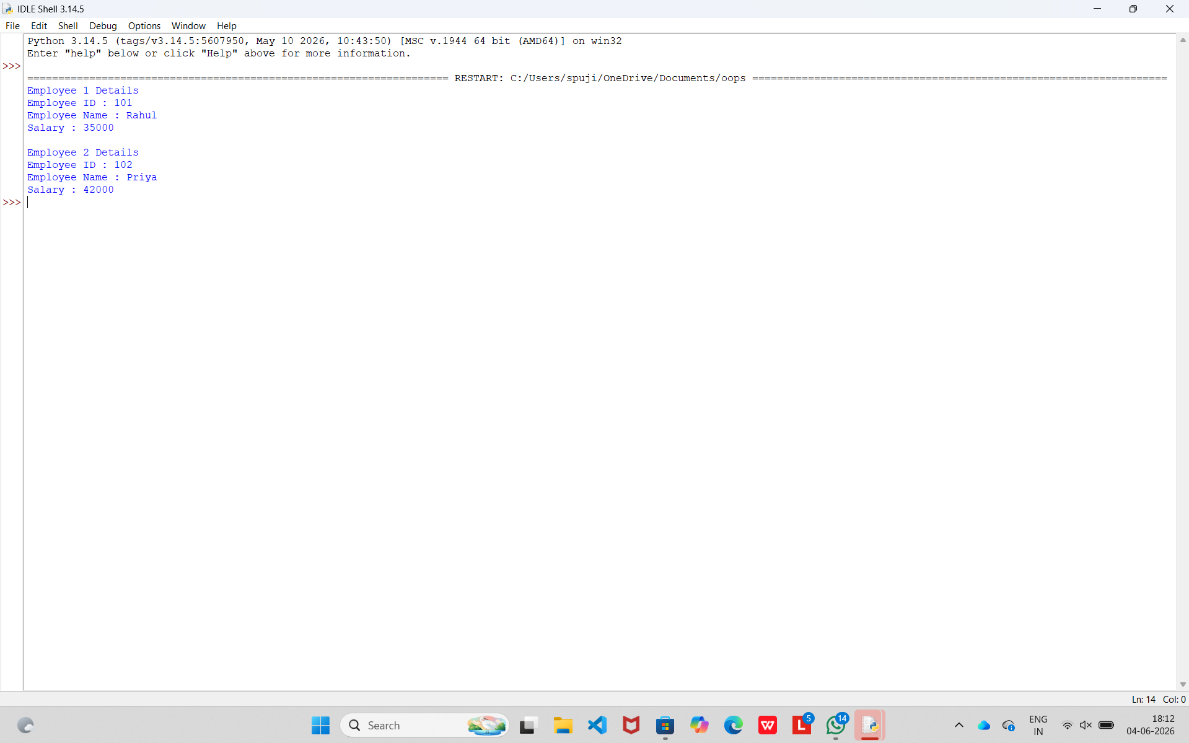 IDLE Shell 3.14.5
File Edit Shell Debug Options Window Help
Python 3.14.5 (tags/v3.14.5:5607950, May 10 2026, 10:43:50) [MSC v.1944 64 bit (AMD64)] on win32
Enter "help" below or click "Help" above for more information.
>>>
==================================================================== RESTART: C:/Users/spuji/OneDrive/Documents/oops ===================================================================
Employee 1 Details
Employee ID : 101
Employee Name : Rahul
Salary : 35000
Employee 2 Details
Employee ID : 102
Employee Name : Priya
Salary : 42000
>>>
Ln: 14 Col: 0
Search
L 5
14
W
ENG
IN
18:12
04-06-2026